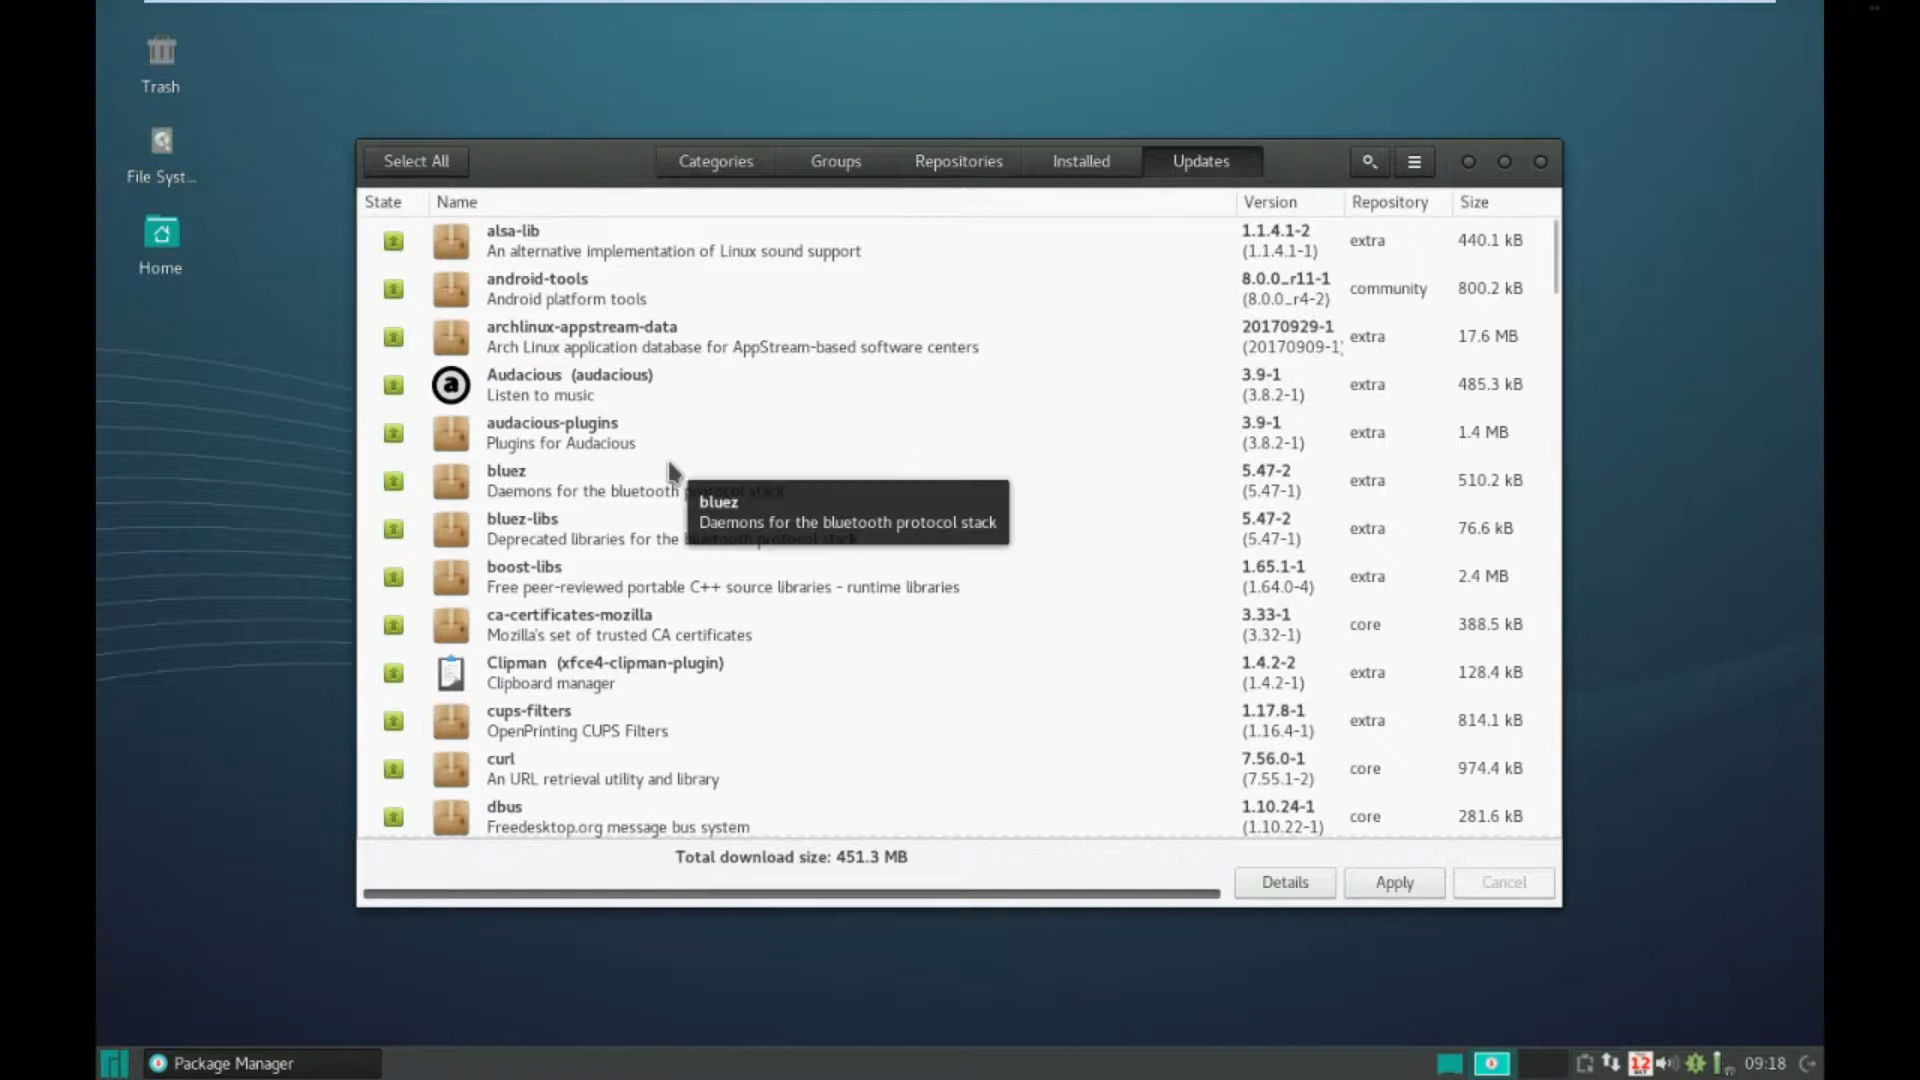 Trash
File Syst...
Home
Select All
Categories
Groups
Repositories
Installed
Updates
State
Name
Version
Repository
Size
alsa-lib
An alternative implementation of Linux sound support
1.1.4.1-2
(1.1.4.1-1)
extra
440.1 kB
android-tools
Android platform tools
8.0.0_r11-1
(8.0.0_r4-2)
community
800.2 kB
archlinux-appstream-data
Arch Linux application database for AppStream-based software centers
20170929-1
(20170909-1)
extra
17.6 MB
Audacious (audacious)
Listen to music
3.9-1
(3.8.2-1)
extra
485.3 kB
audacious-plugins
Plugins for Audacious
3.9-1
(3.8.2-1)
extra
1.4 MB
bluez
Daemons for the bluetooth protocol stack
5.47-2
(5.47-1)
extra
510.2 kB
bluez
Daemons for the bluetooth protocol stack
bluez-libs
Deprecated libraries for the bluetooth protocol stack
5.47-2
(5.47-1)
extra
76.6 kB
boost-libs
Free peer-reviewed portable C++ source libraries - runtime libraries
1.65.1-1
(1.64.0-4)
extra
2.4 MB
ca-certificates-mozilla
Mozilla's set of trusted CA certificates
3.33-1
(3.32-1)
core
388.5 kB
Clipman (xfce4-clipman-plugin)
Clipboard manager
1.4.2-2
(1.4.2-1)
extra
128.4 kB
cups-filters
OpenPrinting CUPS Filters
1.17.8-1
(1.16.4-1)
extra
814.1 kB
curl
An URL retrieval utility and library
7.56.0-1
(7.55.1-2)
core
974.4 kB
dbus
Freedesktop.org message bus system
1.10.24-1
(1.10.22-1)
core
281.6 kB
Total download size: 451.3 MB
Details
Apply
Cancel
Package Manager
12
09:18